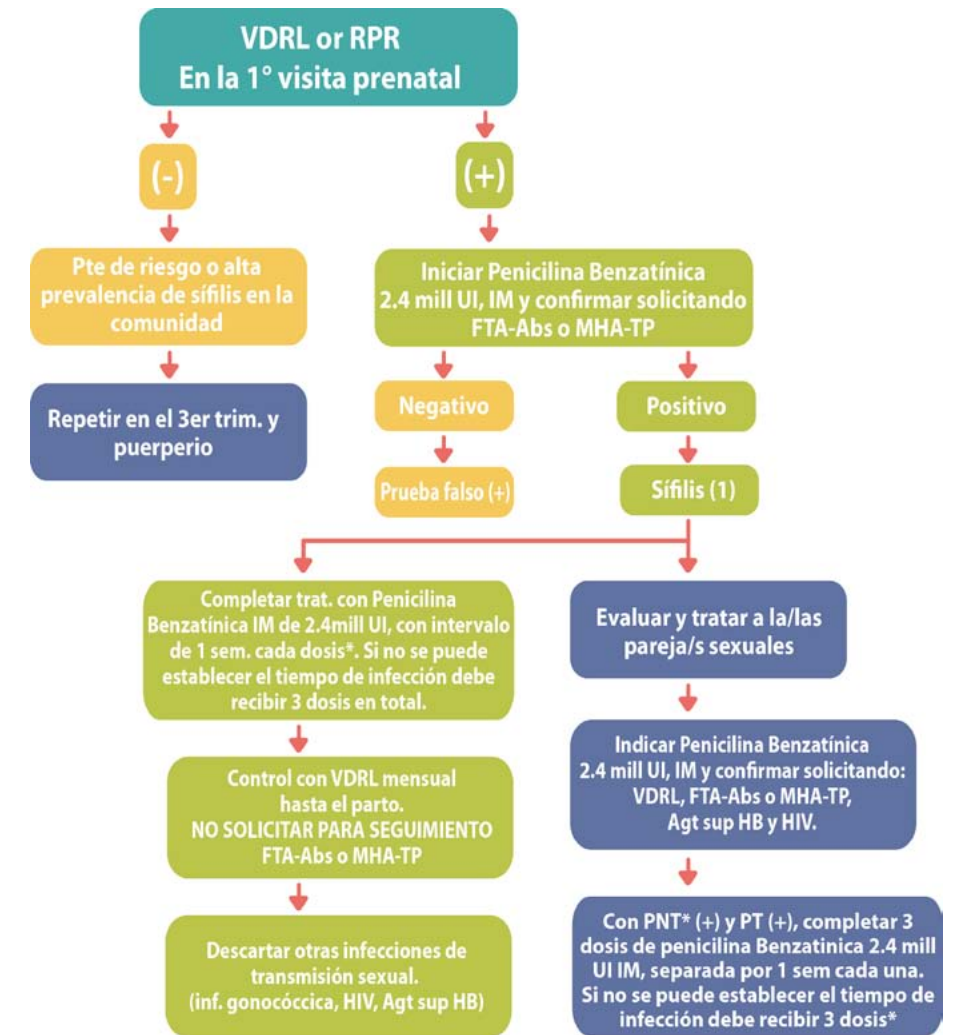 VDRL or RPR
En la 1° visita prenatal
(-)
(+)
Pte de riesgo o alta
prevalencia de sífilis en la
comunidad
Iniciar Penicilina Benzatínica
2.4 mill UI, IM y confirmar solicitando
FTA-Abs o MHA-TP
Repetir en el 3er trim. y
puerperio
Negativo
Positivo
Prueba falso (+)
Sífilis (1)
Completar trat. con Penicilina
Benzatínica IM de 2.4mill UI, con intervalo
de 1 sem. cada dosis*. Si no se puede
establecer el tiempo de infección debe
recibir 3 dosis en total.
Evaluar y tratar a la/las
pareja/s sexuales
Control con VDRL mensual
hasta el parto.
NO SOLICITAR PARA SEGUIMIENTO
FTA-Abs o MHA-TP
Indicar Penicilina Benzatínica
2.4 mill UI, IM y confirmar solicitando:
VDRL, FTA-Abs o MHA-TP,
Agt sup HB y HIV.
Descartar otras infecciones de
transmisión sexual.
(inf. gonocóccica, HIV, Agt sup HB)
Con PNT* (+) y PT (+), completar 3
dosis de penicilina Benzatinica 2.4 mill
UI IM, separada por 1 sem cada una.
Si no se puede establecer el tiempo de
infección debe recibir 3 dosis*